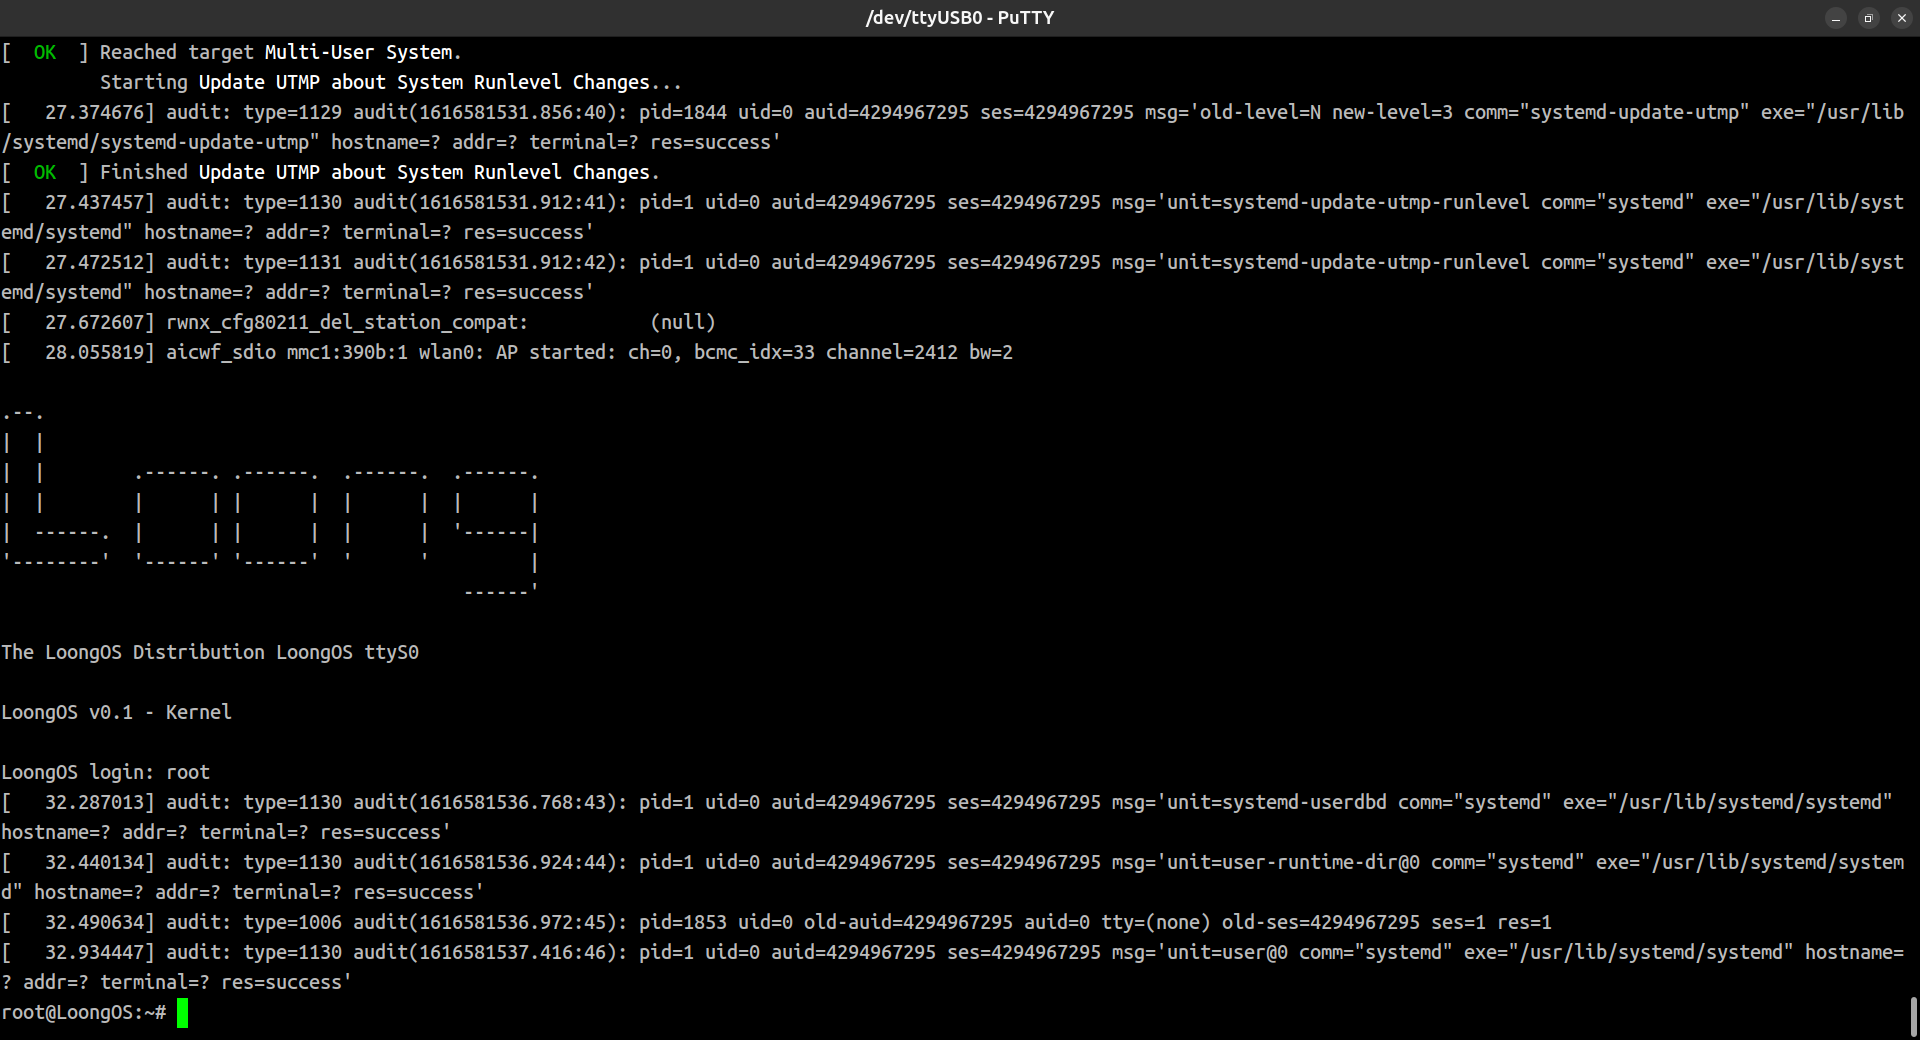 /dev/ttyUSB0 - PuTTY
[  OK  ] Reached target Multi-User System.
         Starting Update UTMP about System Runlevel Changes...
[   27.374676] audit: type=1129 audit(1616581531.856:40): pid=1844 uid=0 auid=4294967295 ses=4294967295 msg='old-level=N new-level=3 comm="systemd-update-utmp" exe="/usr/lib
/systemd/systemd-update-utmp" hostname=? addr=? terminal=? res=success'
[  OK  ] Finished Update UTMP about System Runlevel Changes.
[   27.437457] audit: type=1130 audit(1616581531.912:41): pid=1 uid=0 auid=4294967295 ses=4294967295 msg='unit=systemd-update-utmp-runlevel comm="systemd" exe="/usr/lib/syst
emd/systemd" hostname=? addr=? terminal=? res=success'
[   27.472512] audit: type=1131 audit(1616581531.912:42): pid=1 uid=0 auid=4294967295 ses=4294967295 msg='unit=systemd-update-utmp-runlevel comm="systemd" exe="/usr/lib/syst
emd/systemd" hostname=? addr=? terminal=? res=success'
[   27.672607] rwnx_cfg80211_del_station_compat:           (null)
[   28.055819] aicwf_sdio mmc1:390b:1 wlan0: AP started: ch=0, bcmc_idx=33 channel=2412 bw=2
.--.
|  |
|  |        .------. .------.  .------.  .------.
|  |        |      | |      |  |      |  |      |
|  ------.  |      | |      |  |      |  '------|
'--------'  '------' '------'  '      '         |
                                          ------'
The LoongOS Distribution LoongOS ttyS0
LoongOS v0.1 - Kernel
LoongOS login: root
[   32.287013] audit: type=1130 audit(1616581536.768:43): pid=1 uid=0 auid=4294967295 ses=4294967295 msg='unit=systemd-userdbd comm="systemd" exe="/usr/lib/systemd/systemd"
hostname=? addr=? terminal=? res=success'
[   32.440134] audit: type=1130 audit(1616581536.924:44): pid=1 uid=0 auid=4294967295 ses=4294967295 msg='unit=user-runtime-dir@0 comm="systemd" exe="/usr/lib/systemd/system
d" hostname=? addr=? terminal=? res=success'
[   32.490634] audit: type=1006 audit(1616581536.972:45): pid=1853 uid=0 old-auid=4294967295 auid=0 tty=(none) old-ses=4294967295 ses=1 res=1
[   32.934447] audit: type=1130 audit(1616581537.416:46): pid=1 uid=0 auid=4294967295 ses=4294967295 msg='unit=user@0 comm="systemd" exe="/usr/lib/systemd/systemd" hostname=
? addr=? terminal=? res=success'
root@LoongOS:~#